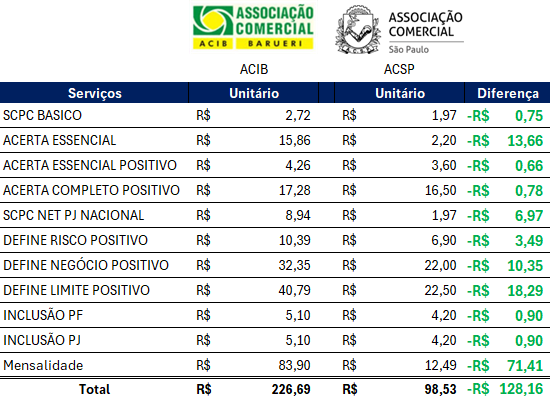 ASSOCIAÇÃO
COMERCIAL
ACIB BARUERI
ASSOCIAÇÃO
COMERCIAL
São Paulo
ACIB ACSP
Serviços Unitário Unitário Diferença
SCPC BASICO R$ 2,72 R$ 1,97 -R$ 0,75
ACERTA ESSENCIAL R$ 15,86 R$ 2,20 -R$ 13,66
ACERTA ESSENCIAL POSITIVO R$ 4,26 R$ 3,60 -R$ 0,66
ACERTA COMPLETO POSITIVO R$ 17,28 R$ 16,50 -R$ 0,78
SCPC NET PJ NACIONAL R$ 8,94 R$ 1,97 -R$ 6,97
DEFINE RISCO POSITIVO R$ 10,39 R$ 6,90 -R$ 3,49
DEFINE NEGÓCIO POSITIVO R$ 32,35 R$ 22,00 -R$ 10,35
DEFINE LIMITE POSITIVO R$ 40,79 R$ 22,50 -R$ 18,29
INCLUSÃO PF R$ 5,10 R$ 4,20 -R$ 0,90
INCLUSÃO PJ R$ 5,10 R$ 4,20 -R$ 0,90
Mensalidade R$ 83,90 R$ 12,49 -R$ 71,41
Total R$ 226,69 R$ 98,53 -R$ 128,16